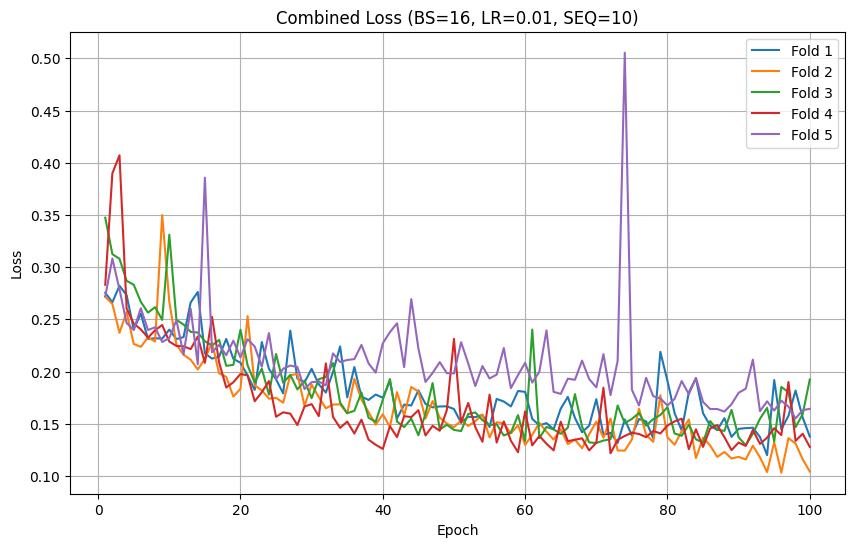 Combined Loss (BS=16, LR=0.01, SEQ=10)
Fold 1
Fold 2
Fold 3
Fold 4
Fold 5
0.50
0.45
0.40
0.35
0.30
0.25
0.20
0.15
0.10
Loss
0
20
40
60
80
100
Epoch